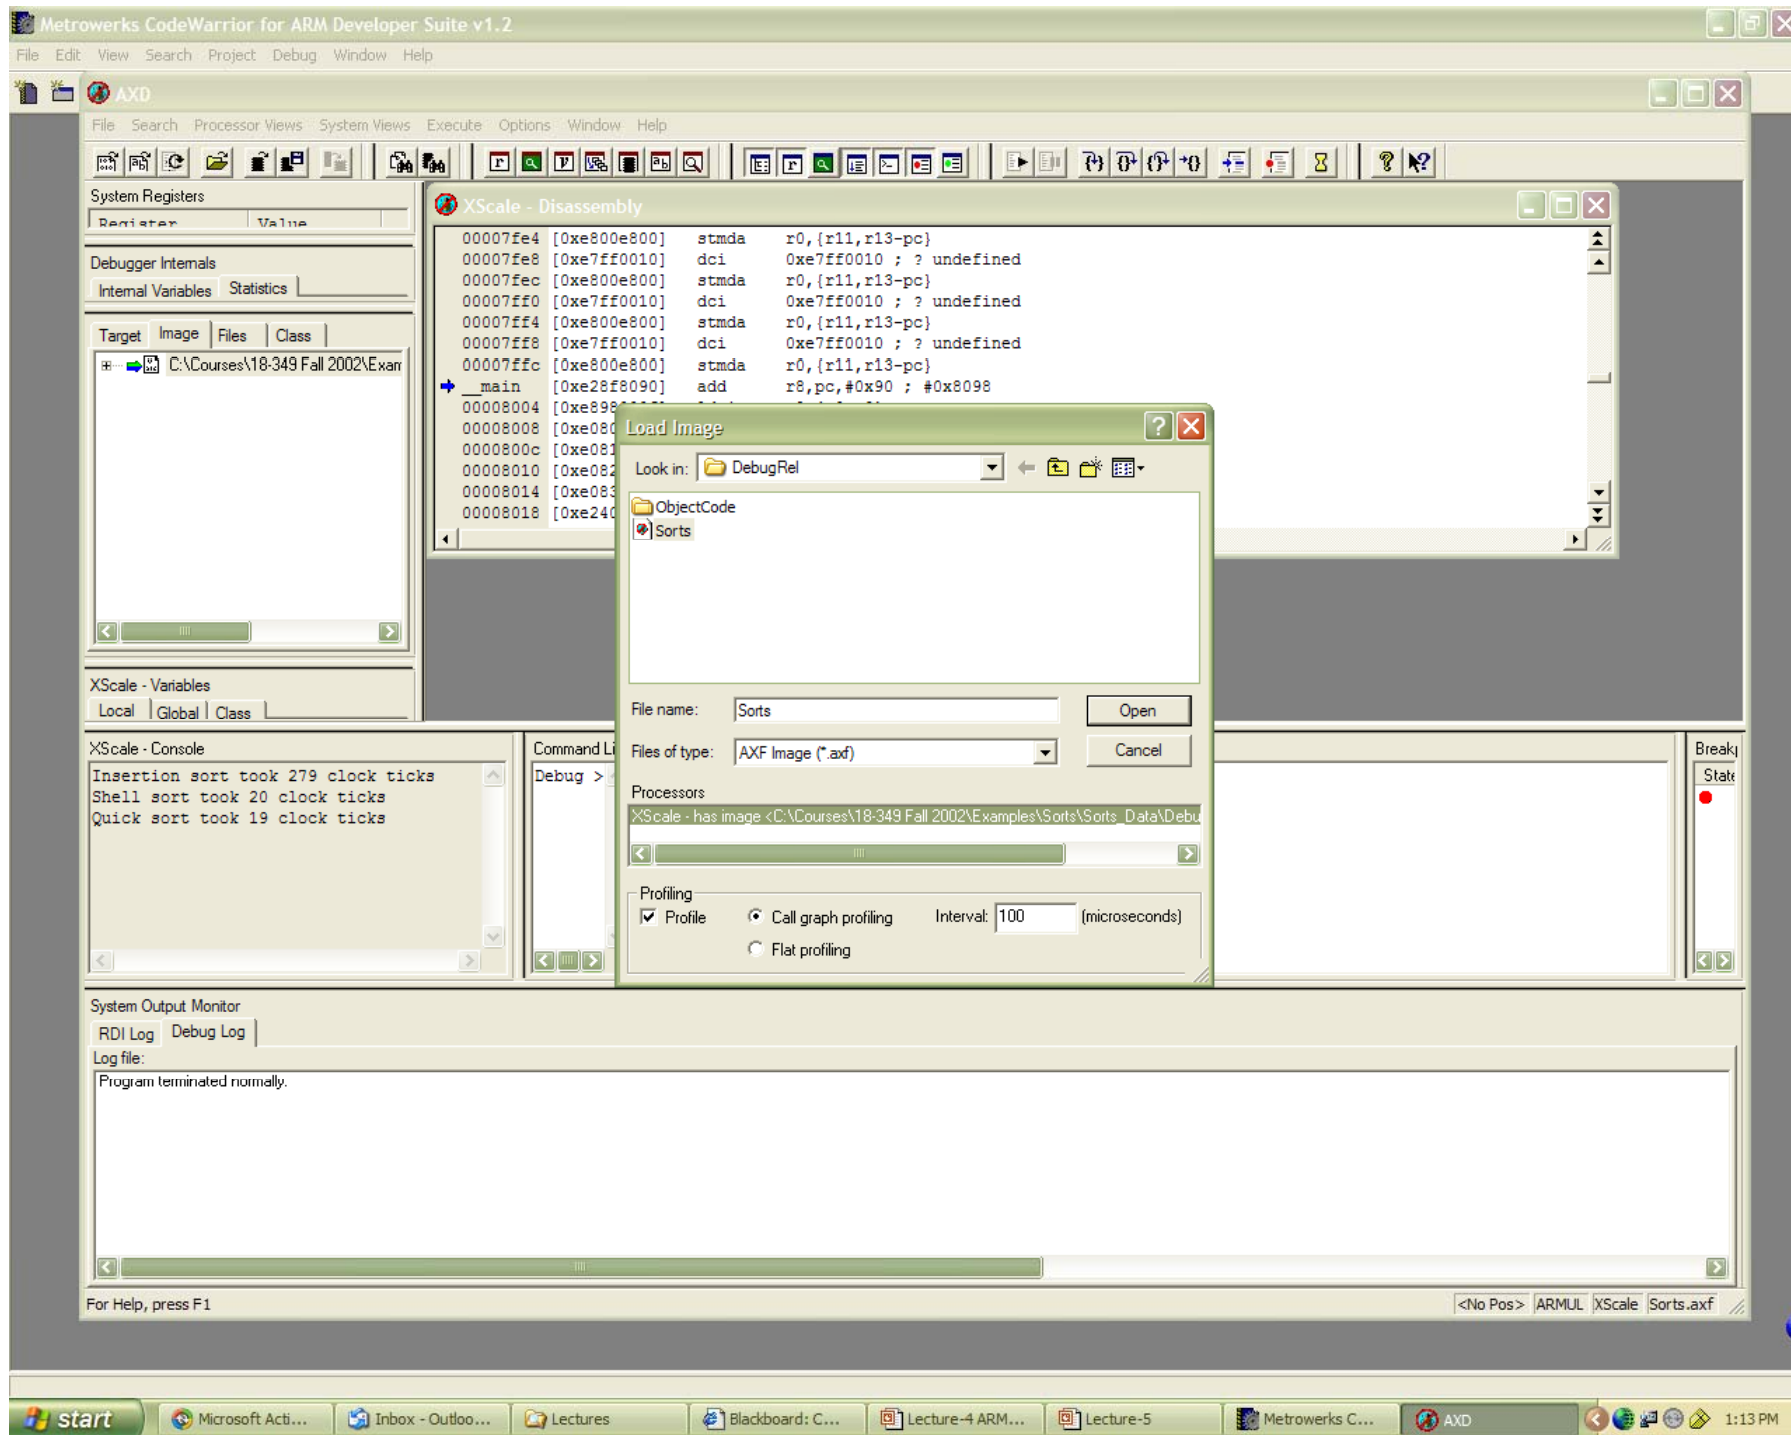 Metrowerks CodeWarrior for ARM Developer Suite v1.2
File Edit View Search Project Debug Window Help
AXD
File Search Processor Views System Views Execute Options Window Help
System Registers
Register Value
Debugger Internals
Internal Variables Statistics
Target Image Files Class
C:\Courses\18-349 Fall 2002\Exam
XScale - Variables
Local Global Class
XScale - Disassembly
00007fe4 [0xe800e800] stmda r0,{r11,r13-pc}
00007fe8 [0xe7ff0010] dci 0xe7ff0010 ; ? undefined
00007fec [0xe800e800] stmda r0,{r11,r13-pc}
00007ff0 [0xe7ff0010] dci 0xe7ff0010 ; ? undefined
00007ff4 [0xe800e800] stmda r0,{r11,r13-pc}
00007ff8 [0xe7ff0010] dci 0xe7ff0010 ; ? undefined
00007ffc [0xe800e800] stmda r0,{r11,r13-pc}
__main [0xe28f8090] add r8,pc,#0x90 ; #0x8098
00008004 [0xe898
00008008 [0xe080
0000800c [0xe081
00008010 [0xe082
00008014 [0xe083
00008018 [0xe240
Load Image
Look in: DebugRel
ObjectCode
Sorts
File name: Sorts Open
Files of type: AXF Image (*.axf) Cancel
Processors
XScale - has image <C:\Courses\18-349 Fall 2002\Examples\Sorts\Sorts_Data\Debu
Profiling
Profile Call graph profiling Interval: 100 (microseconds)
Flat profiling
XScale - Console
Insertion sort took 279 clock ticks
Shell sort took 20 clock ticks
Quick sort took 19 clock ticks
Command Li
Debug >
Break
State
System Output Monitor
RDI Log Debug Log
Log file:
Program terminated normally.
For Help, press F1 <No Pos> ARMUL XScale Sorts.axf
start Microsoft Acti... Inbox - Outloo... Lectures Blackboard: C... Lecture-4 ARM... Lecture-5 Metrowerks C... AXD 1:13 PM